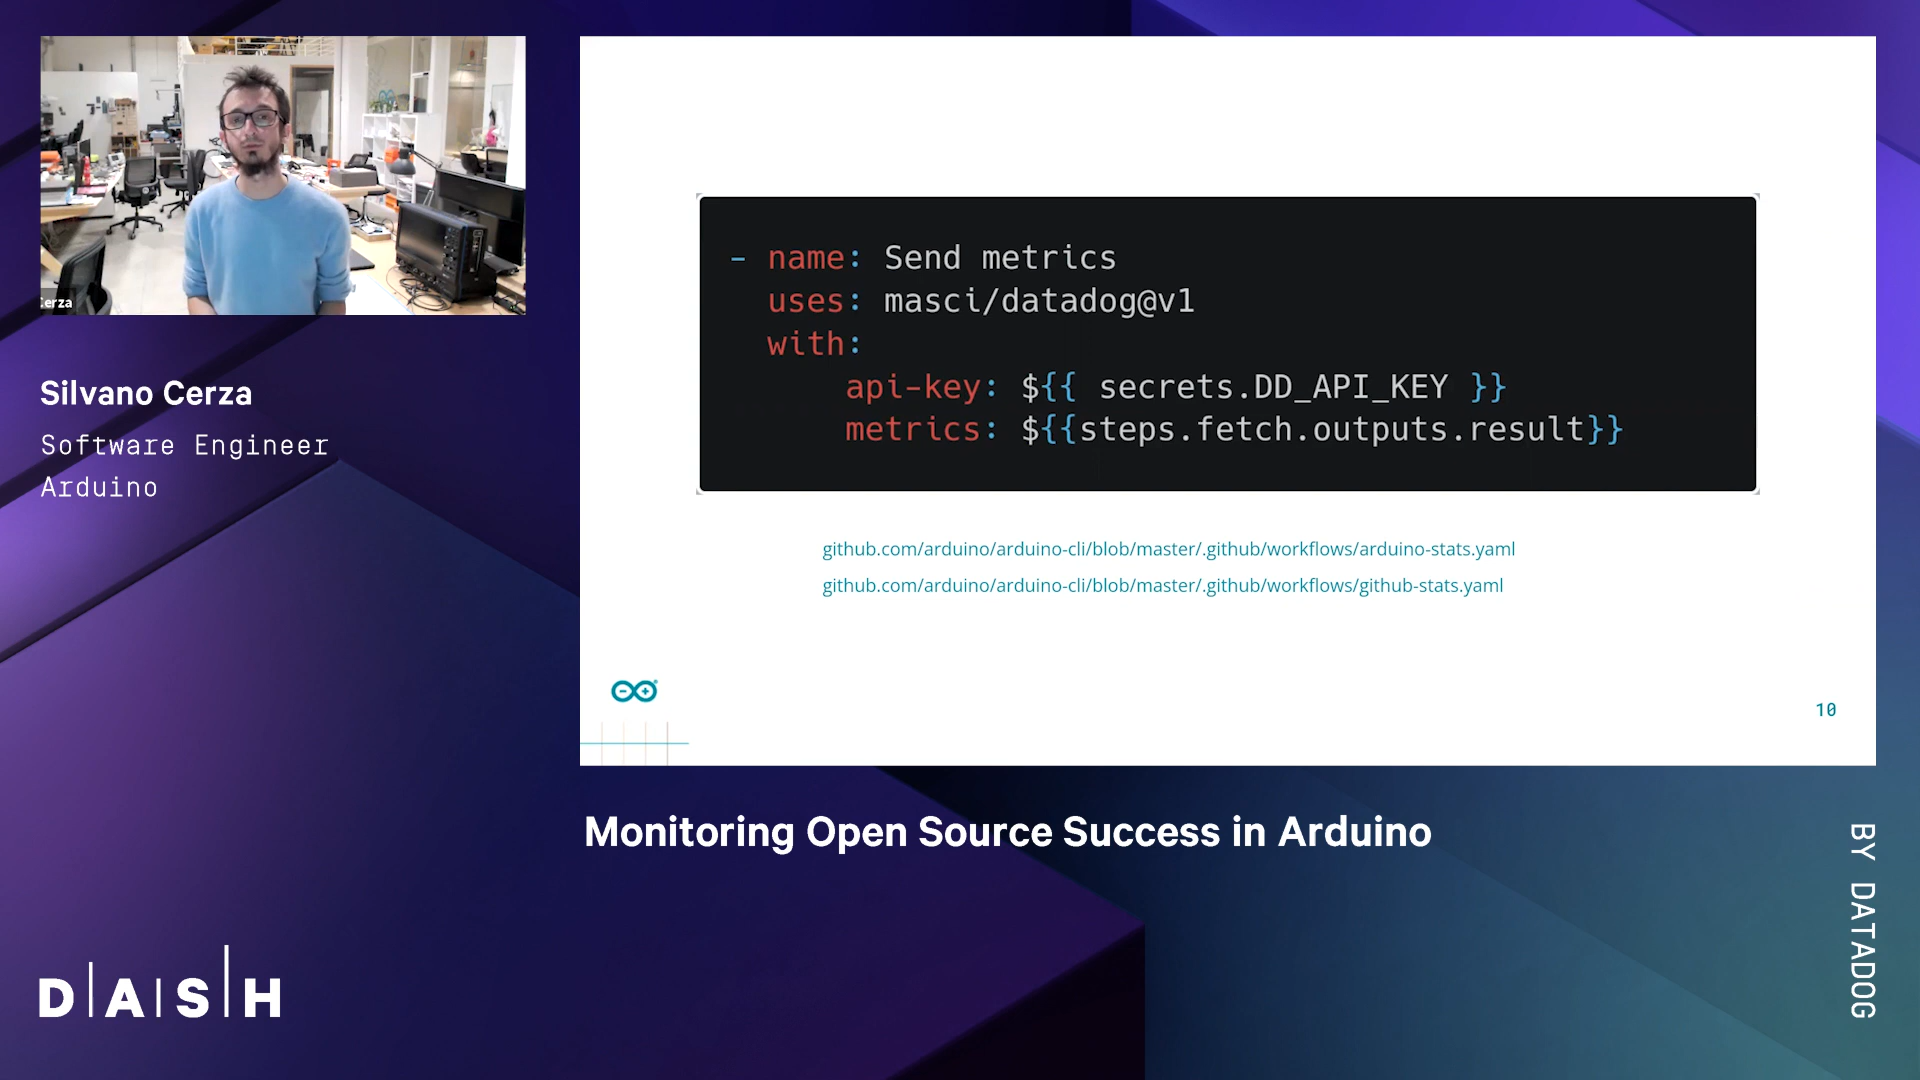 erza
Silvano Cerza
Software Engineer
Arduino
- name: Send metrics
uses: masci/datadog@v1
with:
api-key: ${{ secrets.DD_API_KEY }}
metrics: ${{steps.fetch.outputs.result}}
github.com/arduino/arduino-cli/blob/master/.github/workflows/arduino-stats.yaml
github.com/arduino/arduino-cli/blob/master/.github/workflows/github-stats.yaml
10
Monitoring Open Source Success in Arduino
DASH
BY DATADOG